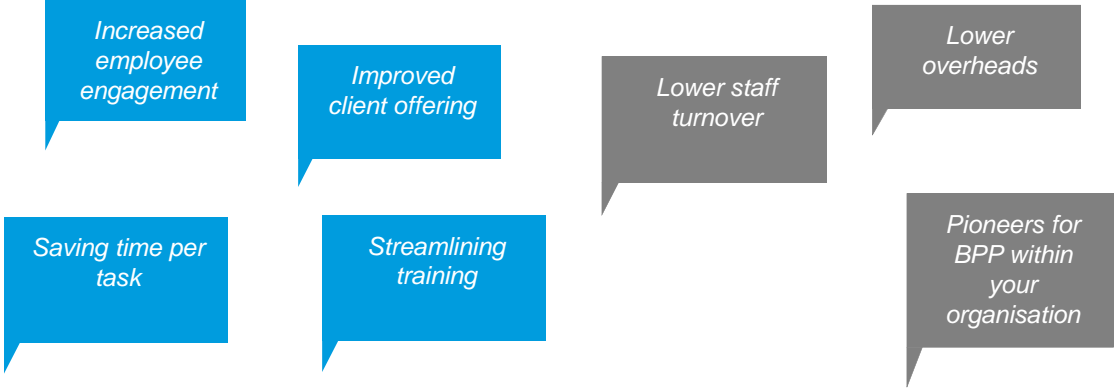 Increased
employee
engagement
Improved
client offering
Lower staff
turnover
Lower
overheads
Saving time per
task
Streamlining
training
Pioneers for
BPP within
your
organisation